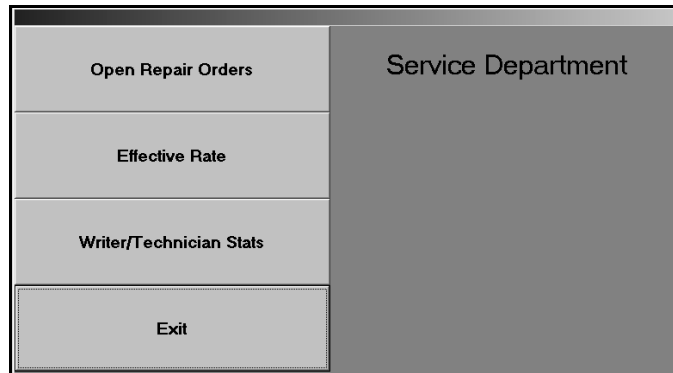 Open Repair Orders
Service Department
Effective Rate
Writer/Technician Stats
Exit